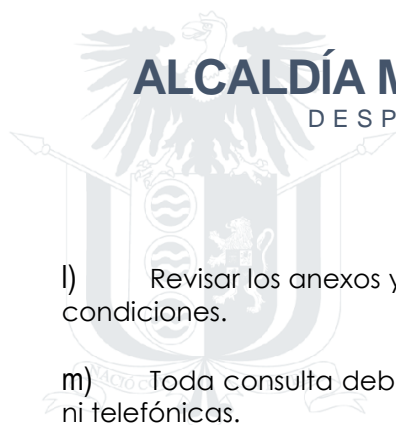 ALCALDÍA
DESP
l) Revisar los anexos y
condiciones.
m) Toda consulta deb
ni telefónicas.